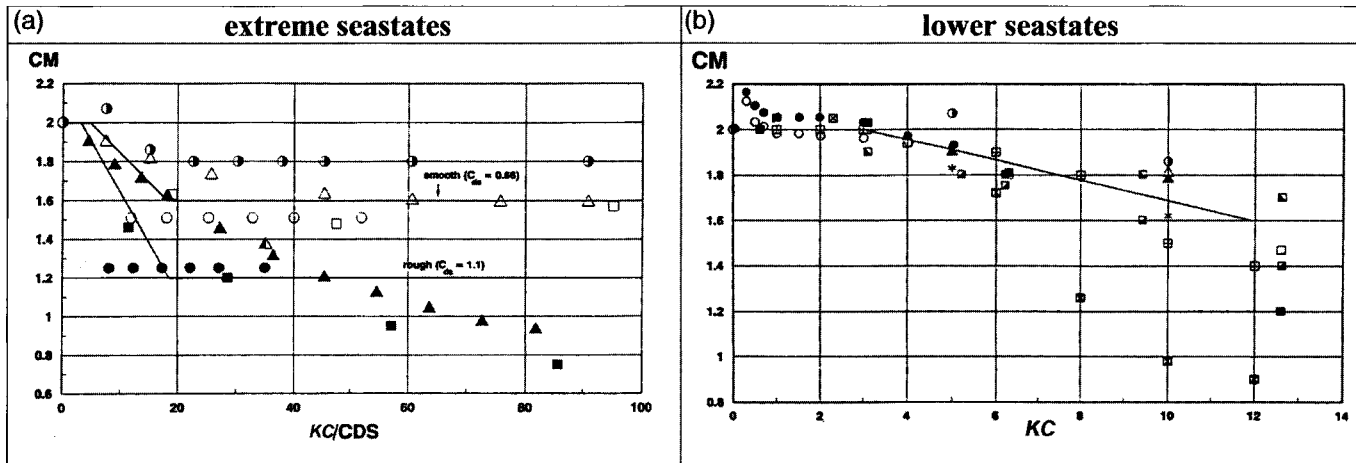 (a) extreme seastates
CM
2.2
2
1.8
1.6
1.4
1.2
1
0.8
0.6
smooth (C_ds = 0.66)
rough (C_ds = 1.1)
0 20 40 60 80 100
KC/CDS
(b) lower seastates
CM
2.2
2
1.8
1.6
1.4
1.2
1
0.8
0 2 4 6 8 10 12 14
KC